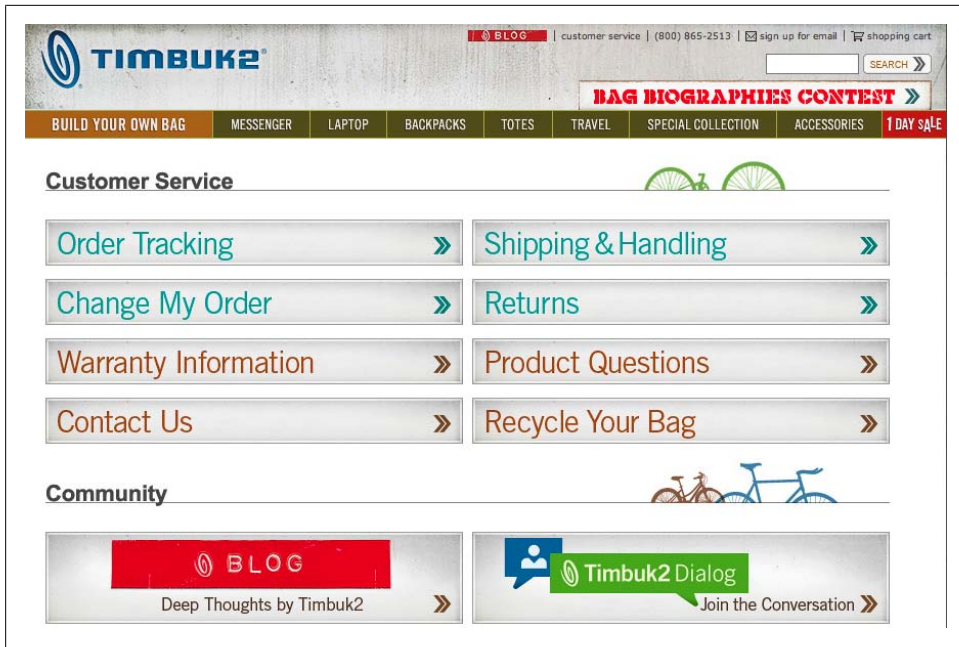 BLOG | customer service | (800) 865-2513 | sign up for email | shopping cart
TIMBUK2
SEARCH
BAG BIOGRAPHIES CONTEST
BUILD YOUR OWN BAG MESSENGER LAPTOP BACKPACKS TOTES TRAVEL SPECIAL COLLECTION ACCESSORIES 1 DAY SALE
Customer Service
Order Tracking
Shipping & Handling
Change My Order
Returns
Warranty Information
Product Questions
Contact Us
Recycle Your Bag
Community
BLOG
Deep Thoughts by Timbuk2
Timbuk2 Dialog
Join the Conversation